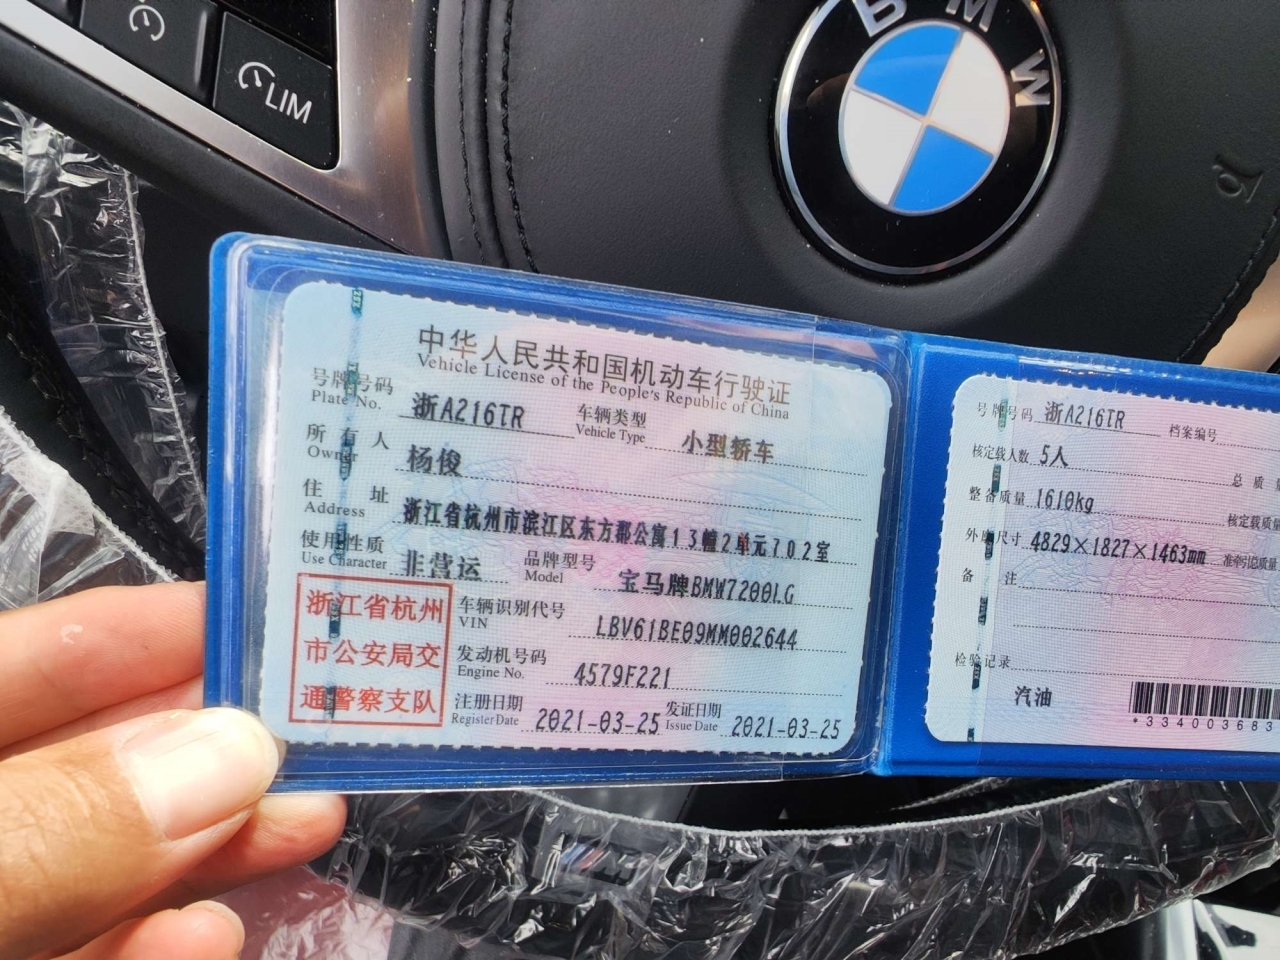 LIM
BMW
中华人民共和国机动车行驶证
Vehicle License of the People's Republic of China
号牌号码 浙A216TR 车辆类型 小型轿车
Plate No. Vehicle Type
所有人 杨俊
Owner
住址 浙江省杭州市滨江区东方郡公寓13幢2单元702室
Address
使用性质 非营运 品牌型号 宝马牌BMW7200LG
Use Character Model
浙江省杭州
市公安局交
通警察支队
车辆识别代号 LBV61BE09MM002644
VIN
发动机号码 4579F221
Engine No.
注册日期 2021-03-25 发证日期 2021-03-25
Register Date Issue Date
号牌号码 浙A216TR 档案编号
核定载人数 5人 总质量
整备质量 1610kg 核定载质量
外廓尺寸 4829×1827×1463mm 准牵引总质量
备注
检验记录
汽油
*334003683